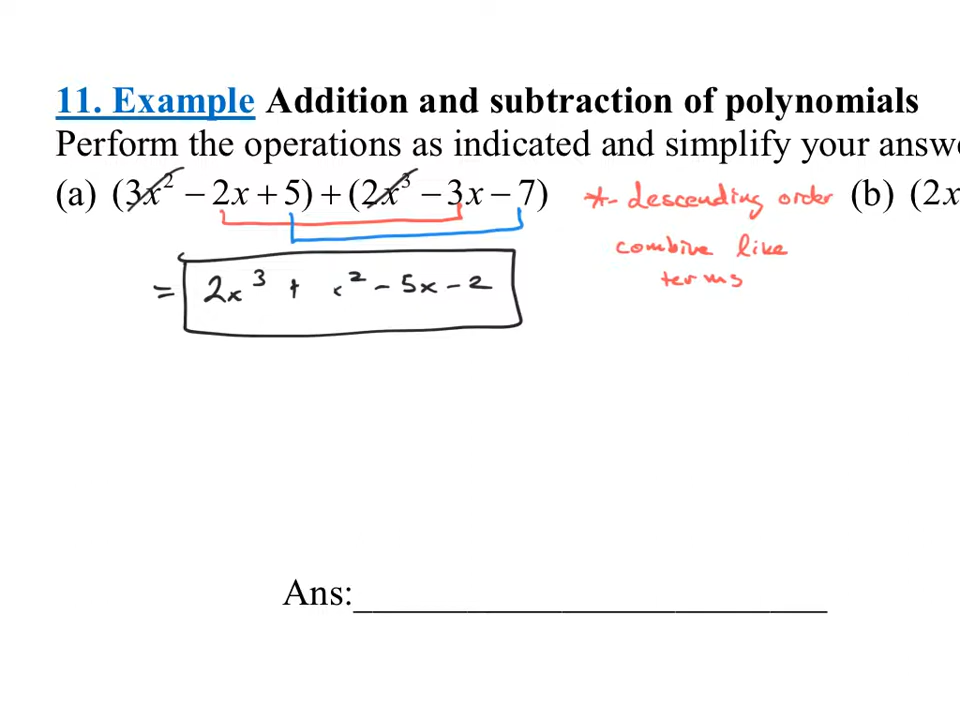 11. Example Addition and subtraction of polynomials
Perform the operations as indicated and simplify your answe
(a) (3x² − 2x + 5) + (2x³ − 3x − 7) *- descending order (b) (2x
combine like
terms
= 2x³ + x² − 5x − 2
Ans: